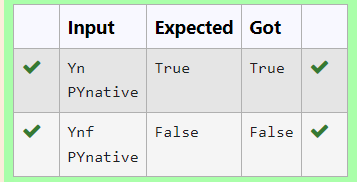 Input Expected Got
Yn True True
PYnative
Ynf False False
PYnative